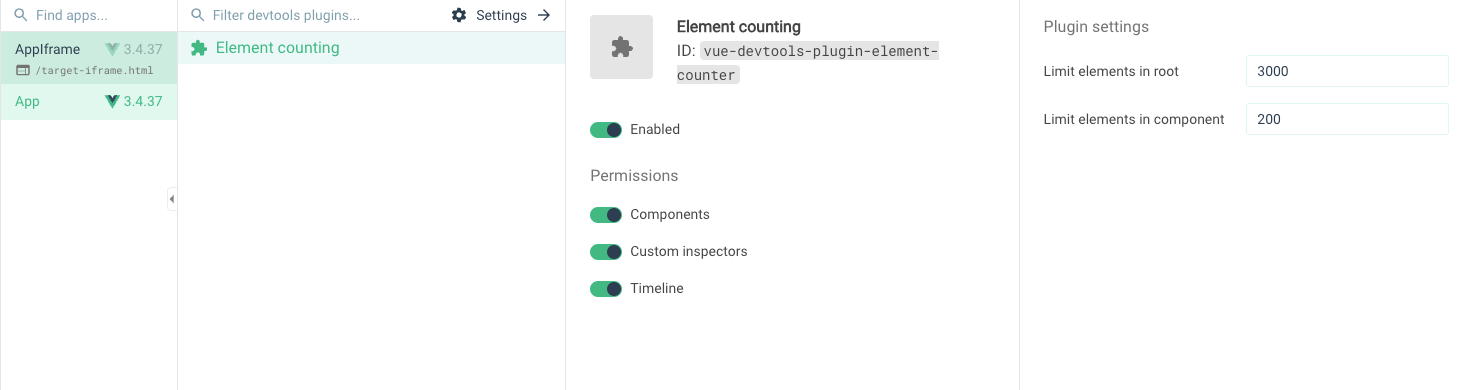 Find apps...
AppIframe 3.4.37
/target-iframe.html
App 3.4.37
Filter devtools plugins... Settings
Element counting
Element counting
ID: vue-devtools-plugin-element-
counter
Enabled
Permissions
Components
Custom inspectors
Timeline
Plugin settings
Limit elements in root 3000
Limit elements in component 200